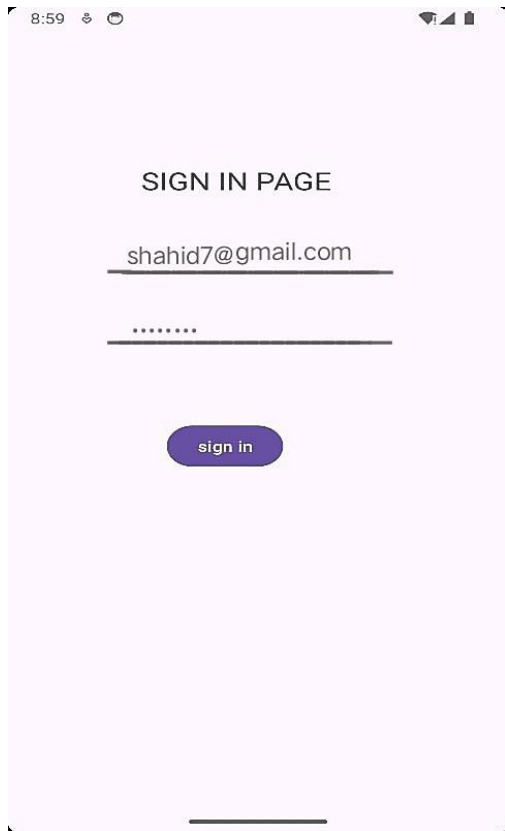 8:59
SIGN IN PAGE
shahid7@gmail.com
........
sign in